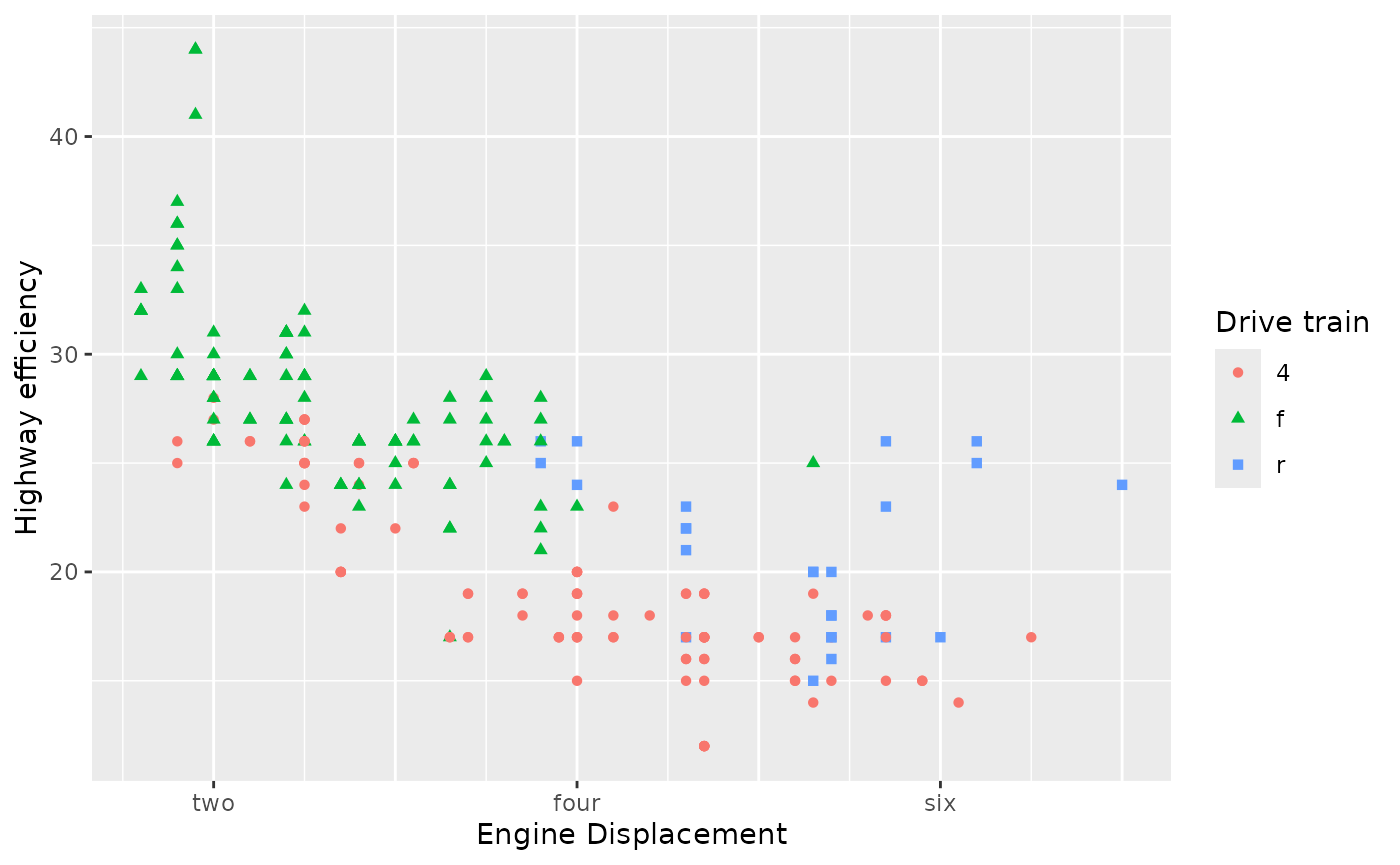 40
30
20
Highway efficiency
two four six
Engine Displacement
Drive train
4
f
r